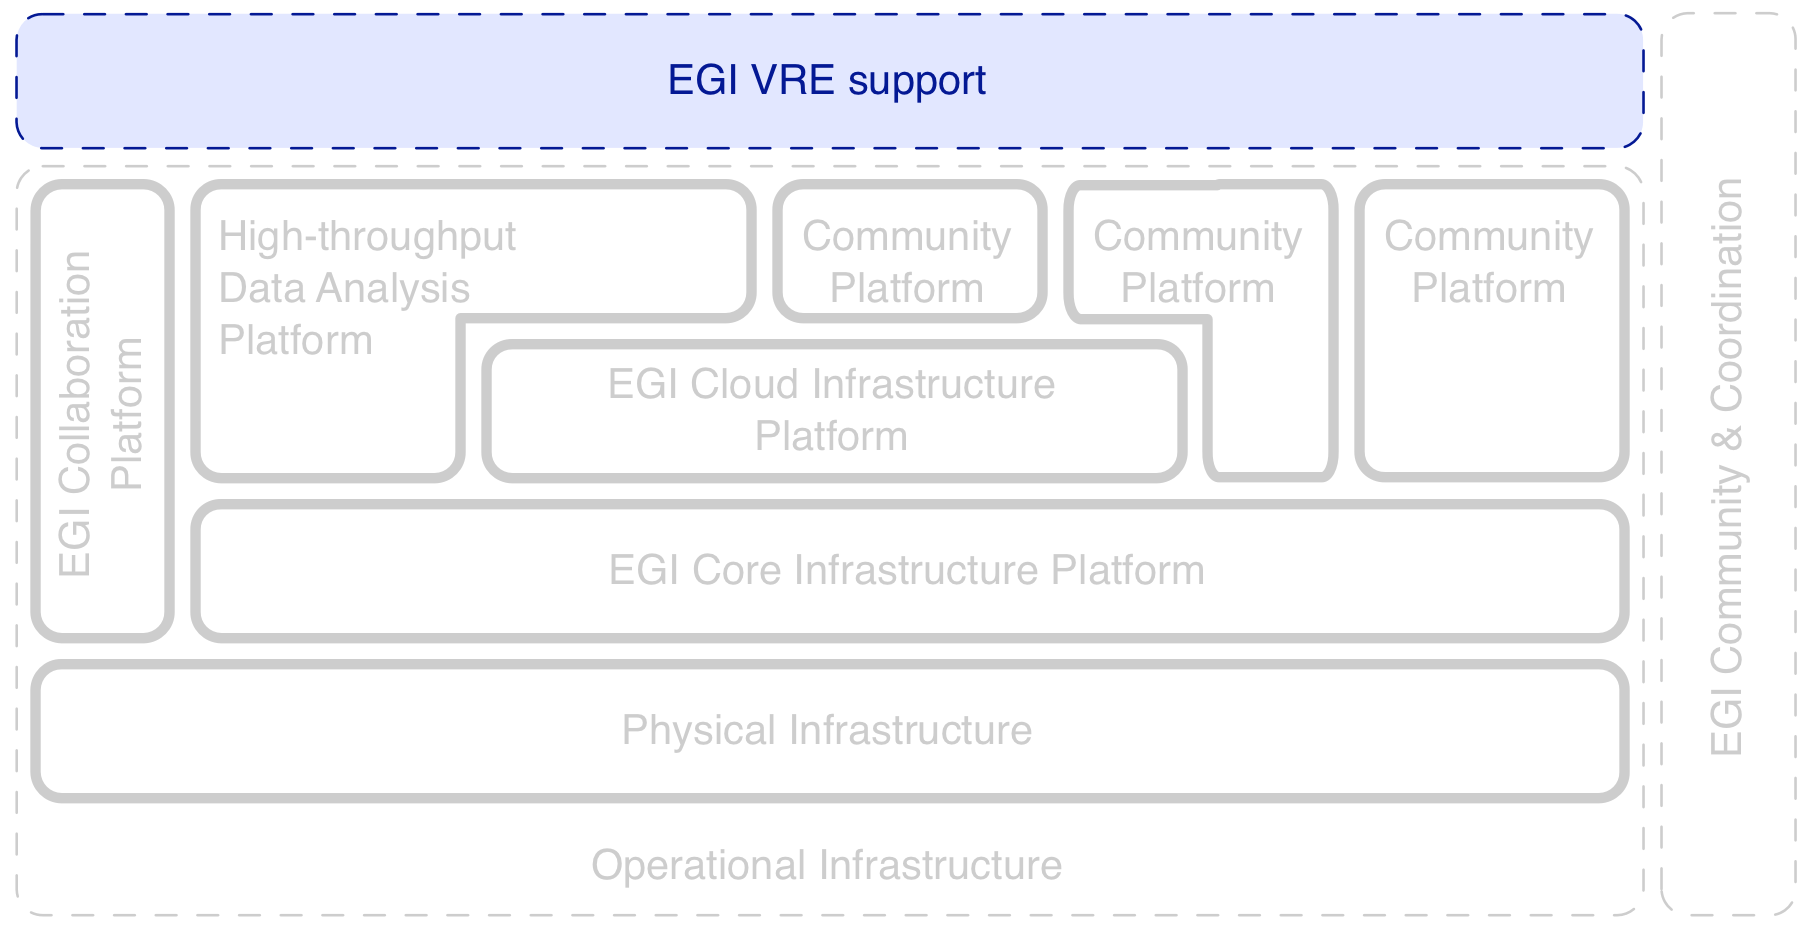 EGI VRE support
EGI Collaboration
Platform
High-throughput
Data Analysis
Platform
Community
Platform
Community
Platform
Community
Platform
EGI Cloud Infrastructure
Platform
EGI Core Infrastructure Platform
Physical Infrastructure
Operational Infrastructure
EGI Community & Coordination